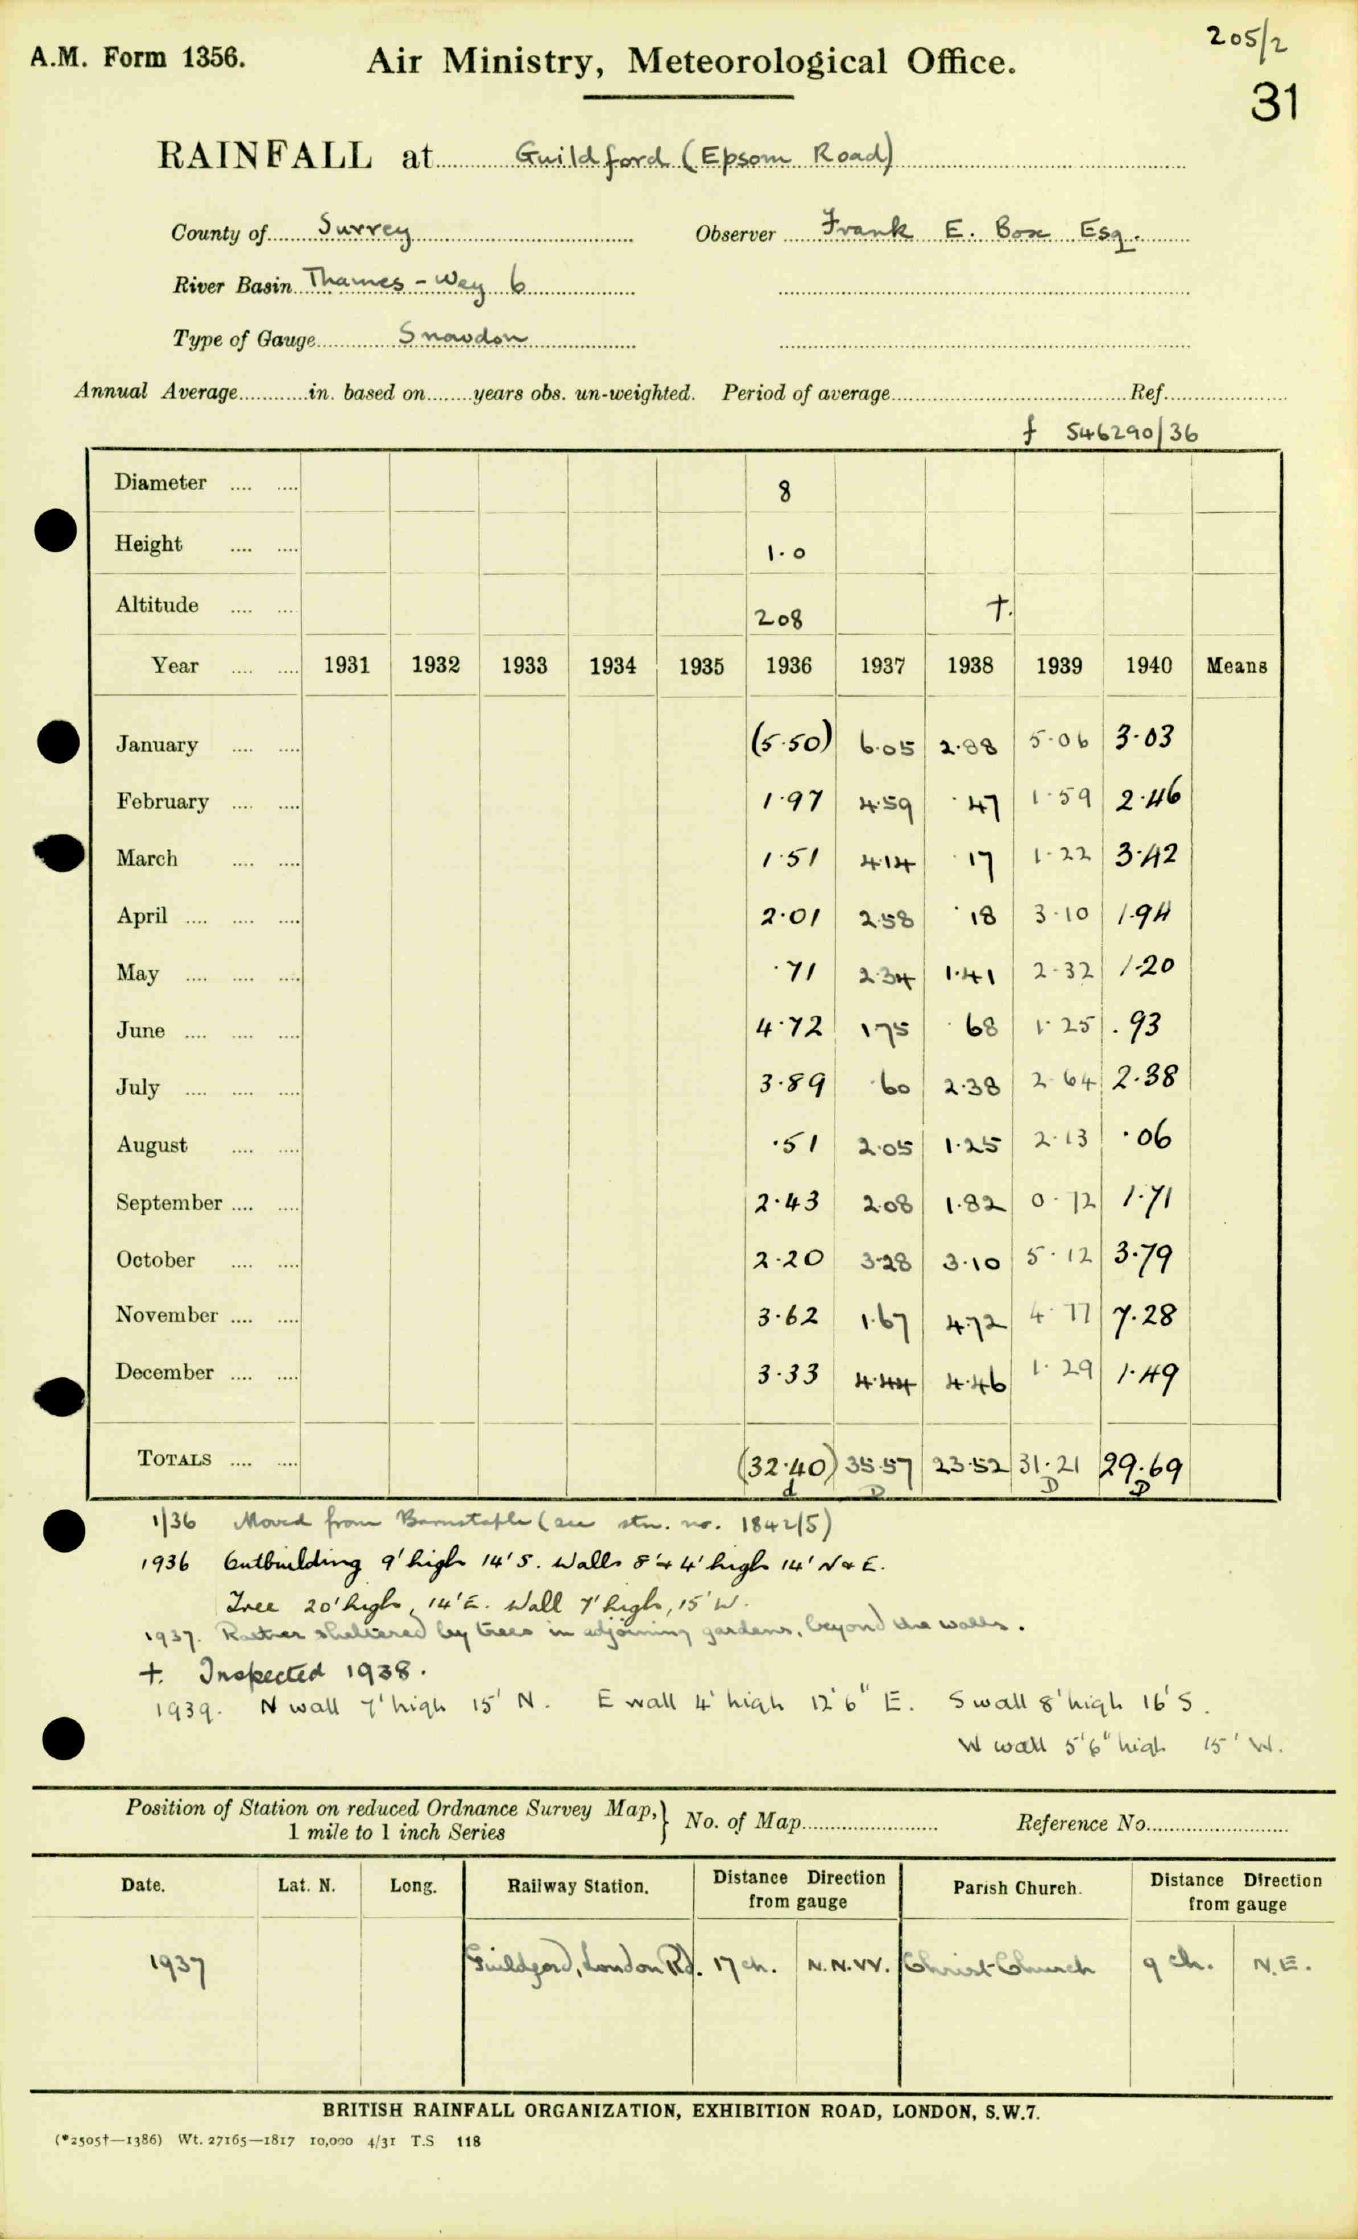 205/2
A.M. Form 1356. Air Ministry, Meteorological Office.
31
RAINFALL at Guildford (Epsom Road)
County of Surrey Observer Frank E. Box Esq.
River Basin Thames - Wey 6
Type of Gauge Snowdon
Annual Average in. based on years obs. un-weighted. Period of average Ref.
f 546290/36
Diameter .... .... 8
Height .... .... 1.0
Altitude .... .... 208 †.
Year .... .... 1931 1932 1933 1934 1935 1936 1937 1938 1939 1940 Means
January .... .... (5.50) 6.05 2.88 5.06 3.03
February .... .... 1.97 4.59 .47 1.59 2.46
March .... .... 1.51 4.14 .17 1.22 3.42
April .... .... .... 2.01 2.58 .18 3.10 1.94
May .... .... .... .71 2.34 1.41 2.32 1.20
June .... .... .... 4.72 1.75 .68 1.25 .93
July .... .... .... 3.89 .60 2.38 2.64 2.38
August .... .... .51 2.05 1.25 2.13 .06
September .... .... 2.43 2.08 1.82 0.72 1.71
October .... .... 2.20 3.28 3.10 5.12 3.79
November .... .... 3.62 1.67 4.72 4.77 7.28
December .... .... 3.33 4.44 4.46 1.29 1.49
TOTALS .... .... (32.40) 35.57 23.52 31.21 29.69
d D D D
1/36 Moved from Barnstaple (see stn. no. 1842/5)
1936 Outbuilding 9' high 14' S. Walls 8' & 4' high 14' N & E.
Tree 20' high, 14' E. Wall 7' high, 15' W.
1937. Rather sheltered by trees in adjoining gardens, beyond the walls.
†. Inspected 1938.
1939. N wall 7' high 15' N. E wall 4' high 12'6" E. S wall 8' high 16' S.
W wall 5'6" high 15' W.
Position of Station on reduced Ordnance Survey Map, } No. of Map Reference No.
1 mile to 1 inch Series
Date. Lat. N. Long. Railway Station. Distance Direction from gauge Parish Church. Distance Direction from gauge
1937 Guildford, London Rd. 17 ch. N.N.W. Christ Church 9 ch. N.E.
BRITISH RAINFALL ORGANIZATION, EXHIBITION ROAD, LONDON, S.W.7.
(*2505†—1386) Wt. 27165—1817 10,000 4/31 T.S 118